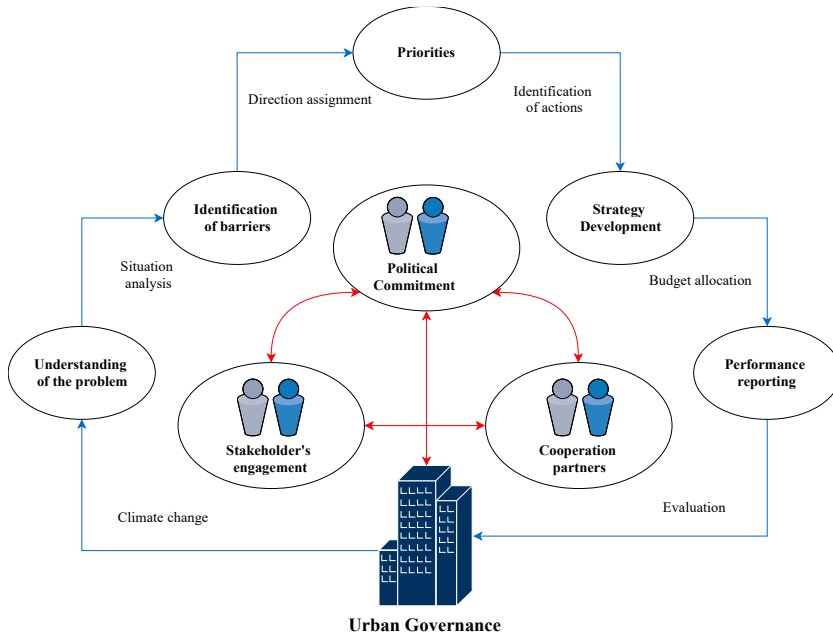 Priorities
Direction assignment
Identification
of actions
Identification
of barriers
Strategy
Development
Political
Commitment
Situation
analysis
Budget allocation
Understanding
of the problem
Performance
reporting
Stakeholder's
engagement
Cooperation
partners
Climate change
Evaluation
Urban Governance